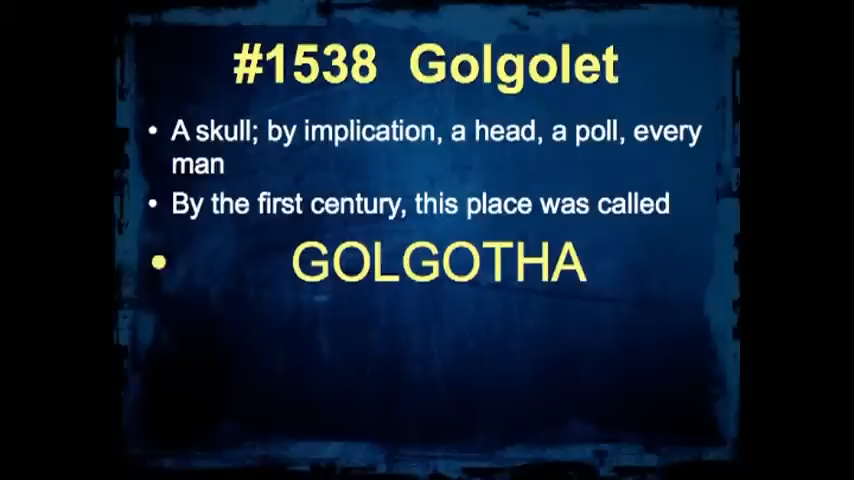 #1538 Golgolet
• A skull; by implication, a head, a poll, every
man
• By the first century, this place was called
• GOLGOTHA